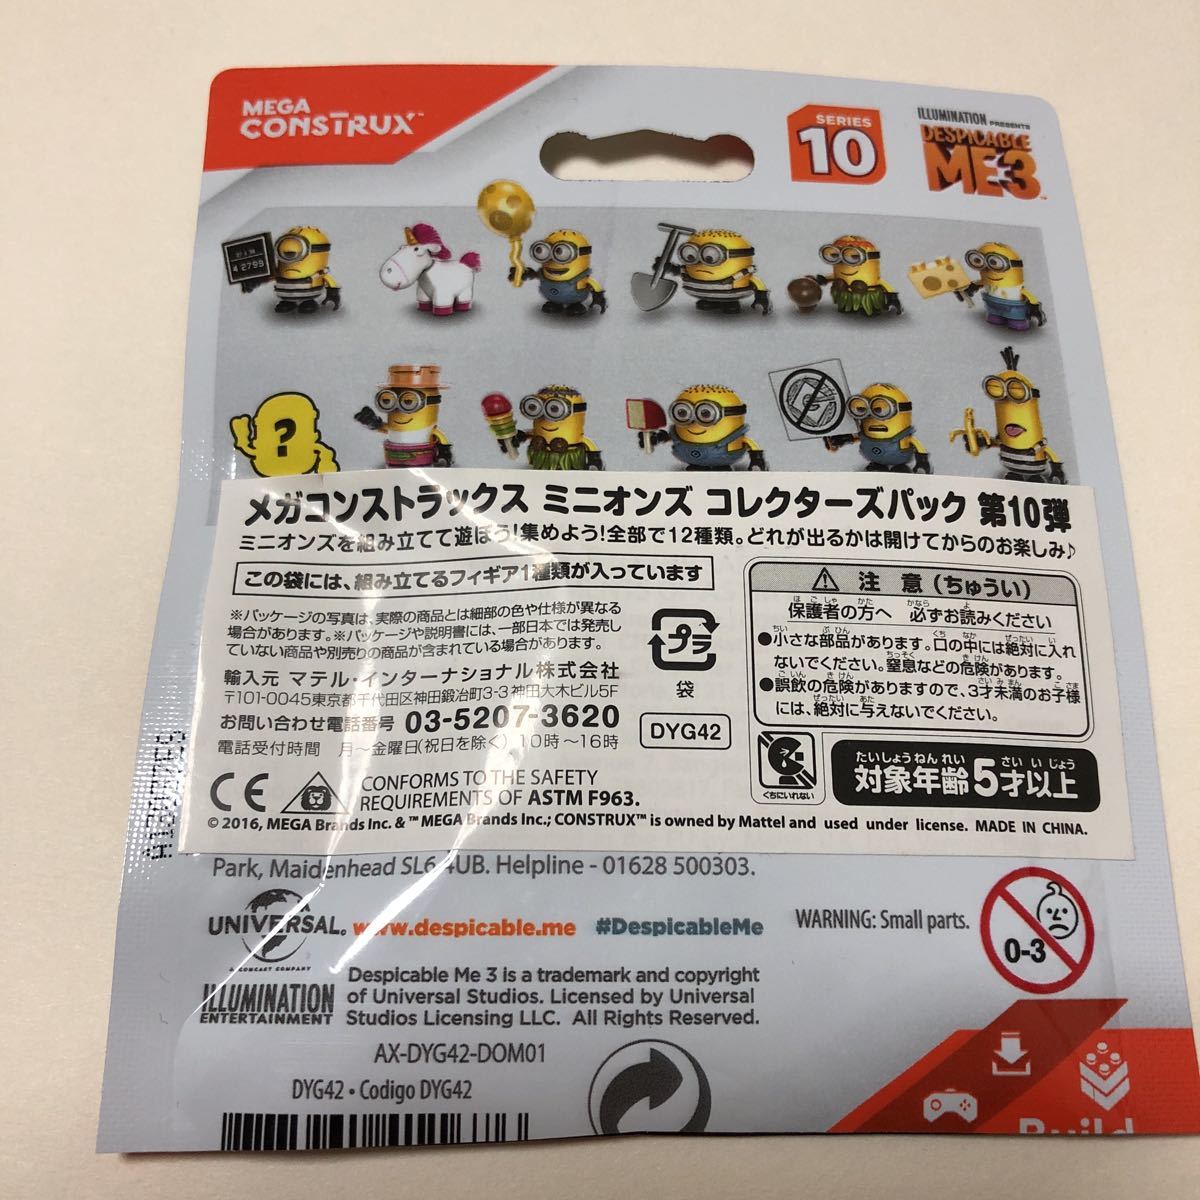 MEGA
CONSTRUX™
SERIES
10
ILLUMINATION PRESENTS
DESPICABLE
ME3
4 2799
?
メガコンストラックス ミニオンズ コレクターズパック 第10弾
ミニオンズを組み立てて遊ぼう!集めよう!全部で12種類。どれが出るかは開けてからのお楽しみ♪
この袋には、組み立てるフィギア1種類が入っています
※パッケージの写真は、実際の商品とは細部の色や仕様が異なる
場合があります。※パッケージや説明書には、一部日本では発売し
ていない商品や別売りの商品が含まれている場合があります。
輸入元 マテル・インターナショナル株式会社
〒101-0045東京都千代田区神田鍛冶町3-3神田大木ビル5F
お問い合わせ電話番号 03-5207-3620
電話受付時間 月~金曜日(祝日を除く) 10時~16時
プラ
袋
DYG42
⚠ 注 意(ちゅうい)
保護者の方へ 必ずお読みください
●小さな部品があります。口の中には絶対に入れ
ないでください。窒息などの危険があります。
●誤飲の危険がありますので、3才未満のお子様
には、絶対に与えないでください。
くちにいれない
たいしょうねんれい さいいじょう
対象年齢5才以上
CE
CONFORMS TO THE SAFETY
REQUIREMENTS OF ASTM F963.
© 2016, MEGA Brands Inc. & ™ MEGA Brands Inc.; CONSTRUX™ is owned by Mattel and used under license. MADE IN CHINA.
Park, Maidenhead SL6 4UB. Helpline - 01628 500303.
UNIVERSAL
A COMCAST COMPANY
www.despicable.me
#DespicableMe
WARNING: Small parts.
0-3
ILLUMINATION
ENTERTAINMENT
Despicable Me 3 is a trademark and copyright
of Universal Studios. Licensed by Universal
Studios Licensing LLC. All Rights Reserved.
AX-DYG42-DOM01
DYG42 • Codigo DYG42
Build